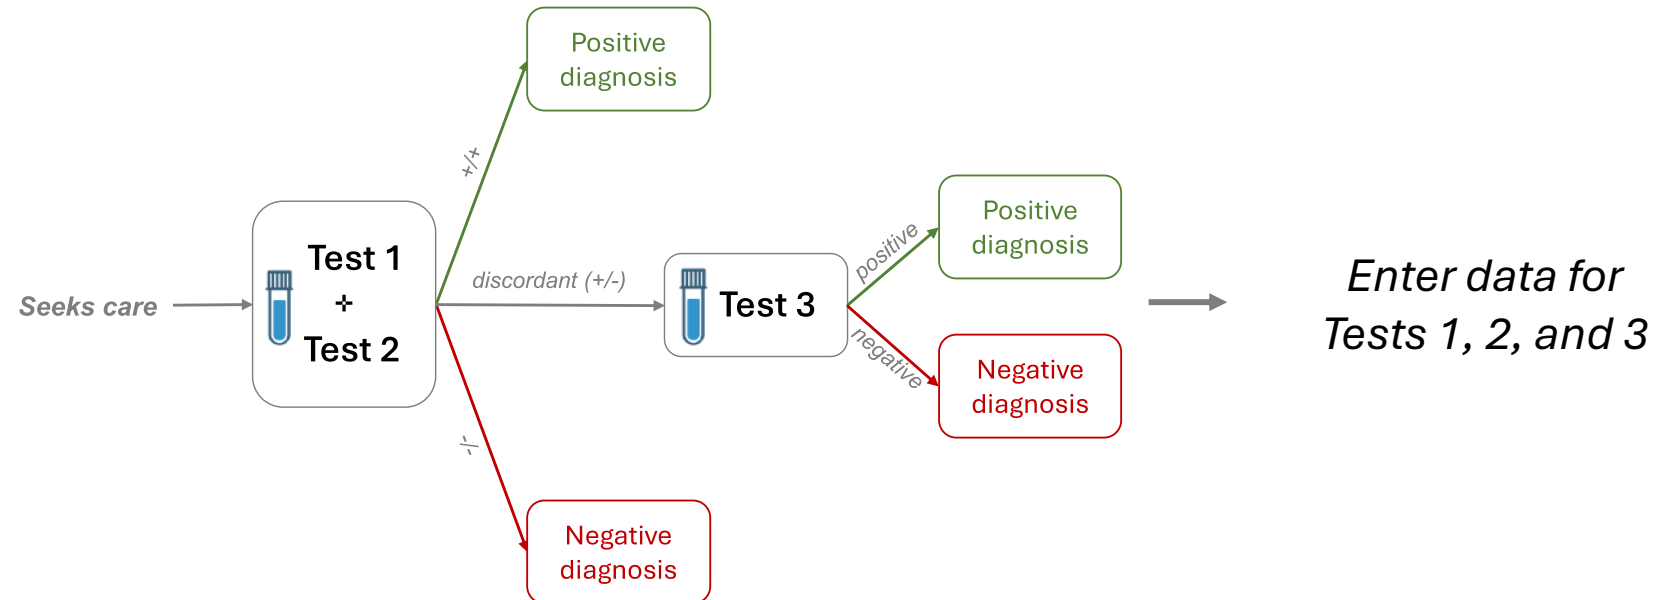 Seeks care
Test 1
+
Test 2
+/+
discordant (+/-)
-/-
Positive
diagnosis
Test 3
positive
negative
Positive
diagnosis
Negative
diagnosis
Negative
diagnosis
Enter data for
Tests 1, 2, and 3